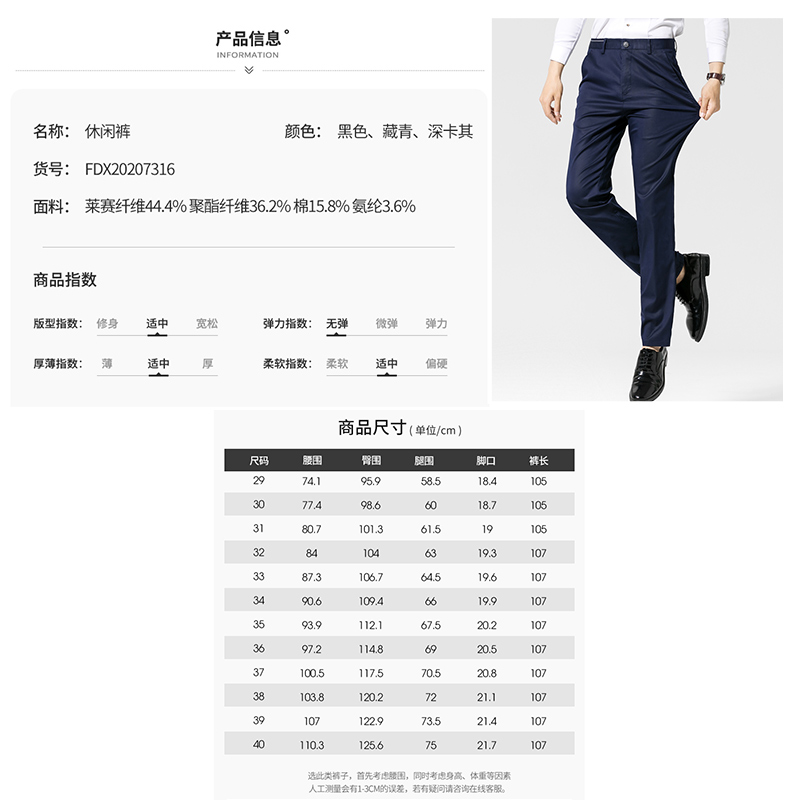 产品信息°
INFORMATION
名称： 休闲裤 颜色： 黑色、藏青、深卡其
货号： FDX20207316
面料： 莱赛纤维44.4% 聚酯纤维36.2% 棉15.8% 氨纶3.6%
商品指数
版型指数： 修身 适中 宽松 弹力指数： 无弹 微弹 弹力
厚薄指数： 薄 适中 厚 柔软指数： 柔软 适中 偏硬
商品尺寸 ( 单位/cm )
尺码 腰围 臀围 腿围 脚口 裤长
29 74.1 95.9 58.5 18.4 105
30 77.4 98.6 60 18.7 105
31 80.7 101.3 61.5 19 105
32 84 104 63 19.3 107
33 87.3 106.7 64.5 19.6 107
34 90.6 109.4 66 19.9 107
35 93.9 112.1 67.5 20.2 107
36 97.2 114.8 69 20.5 107
37 100.5 117.5 70.5 20.8 107
38 103.8 120.2 72 21.1 107
39 107 122.9 73.5 21.4 107
40 110.3 125.6 75 21.7 107
选此类裤子，首先考虑腰围，同时考虑身高、体重等因素
人工测量会有1-3CM的误差，若有疑问请咨询在线客服。